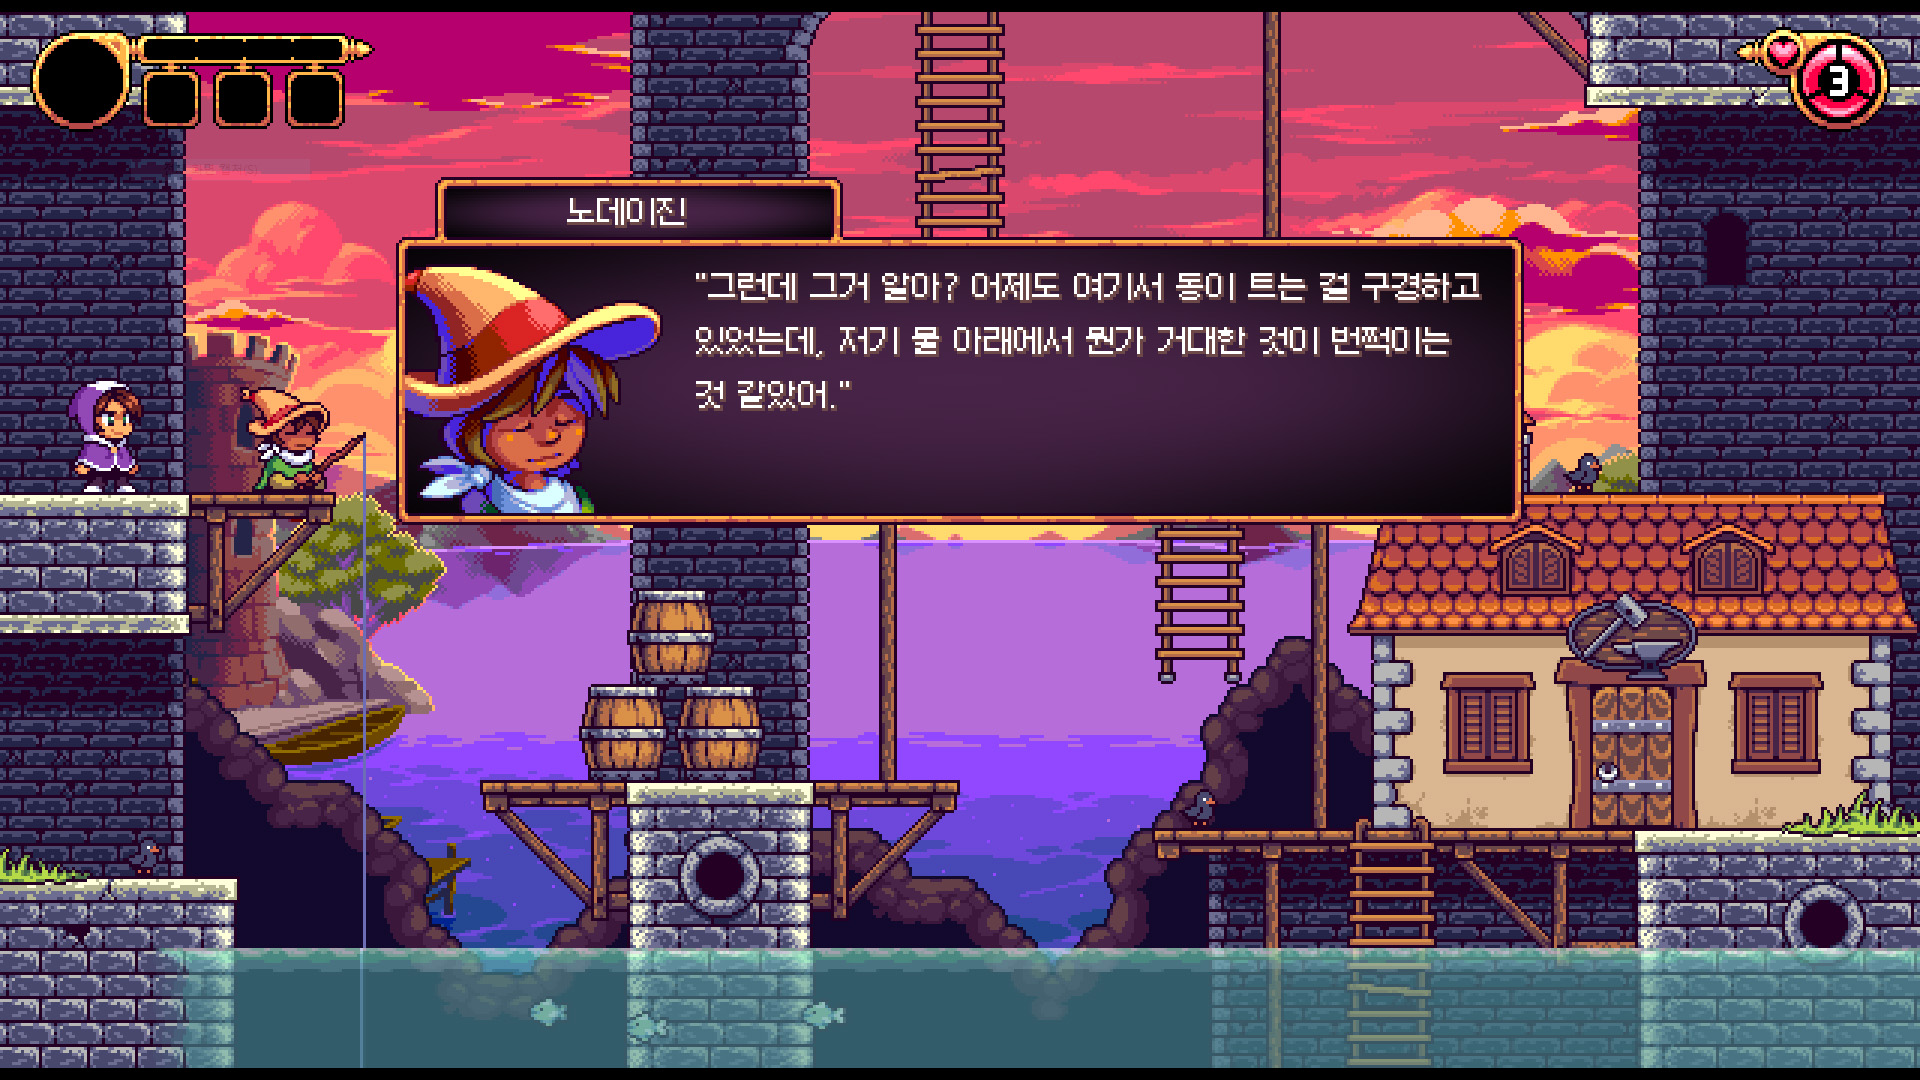 3
노데이진
"그런데 그거 알아? 어제도 여기서 동이 트는 걸 구경하고
있었는데, 저기 물 아래에서 뭔가 거대한 것이 번쩍이는
것 같았어."